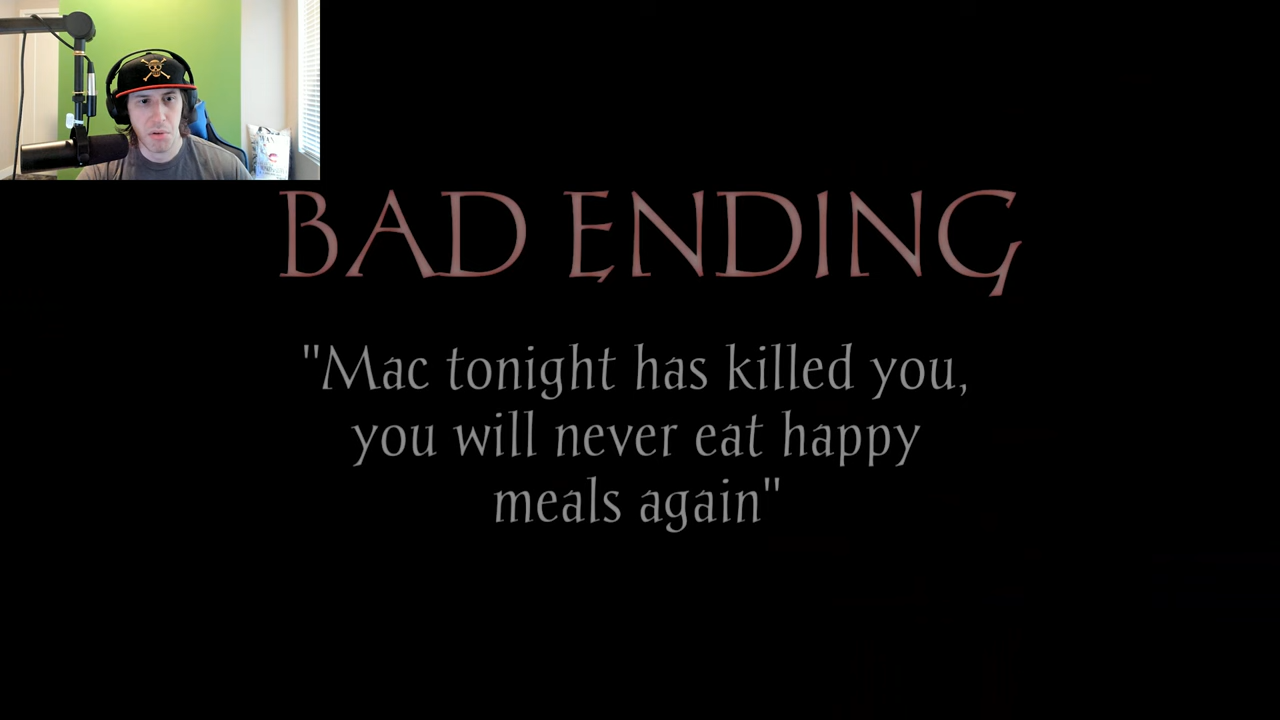 BAD ENDING
"Mac tonight has killed you,
you will never eat happy
meals again"